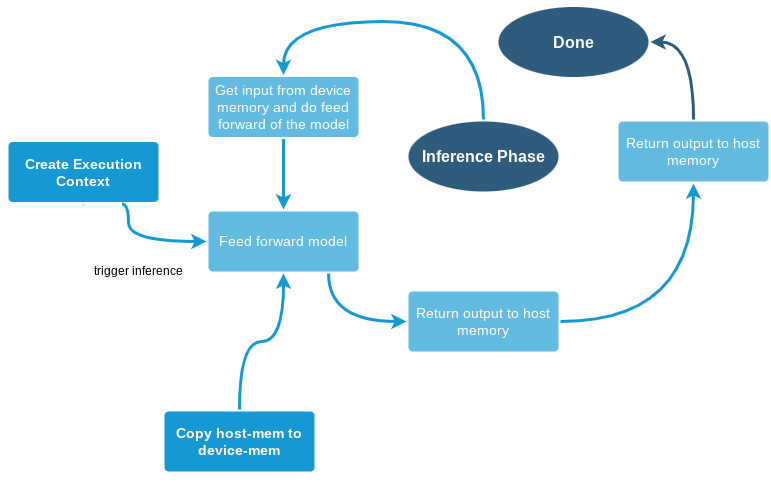 Done
Get input from device
memory and do feed
forward of the model
Inference Phase
Return output to host
memory
Create Execution
Context
Feed forward model
trigger inference
Return output to host
memory
Copy host-mem to
device-mem